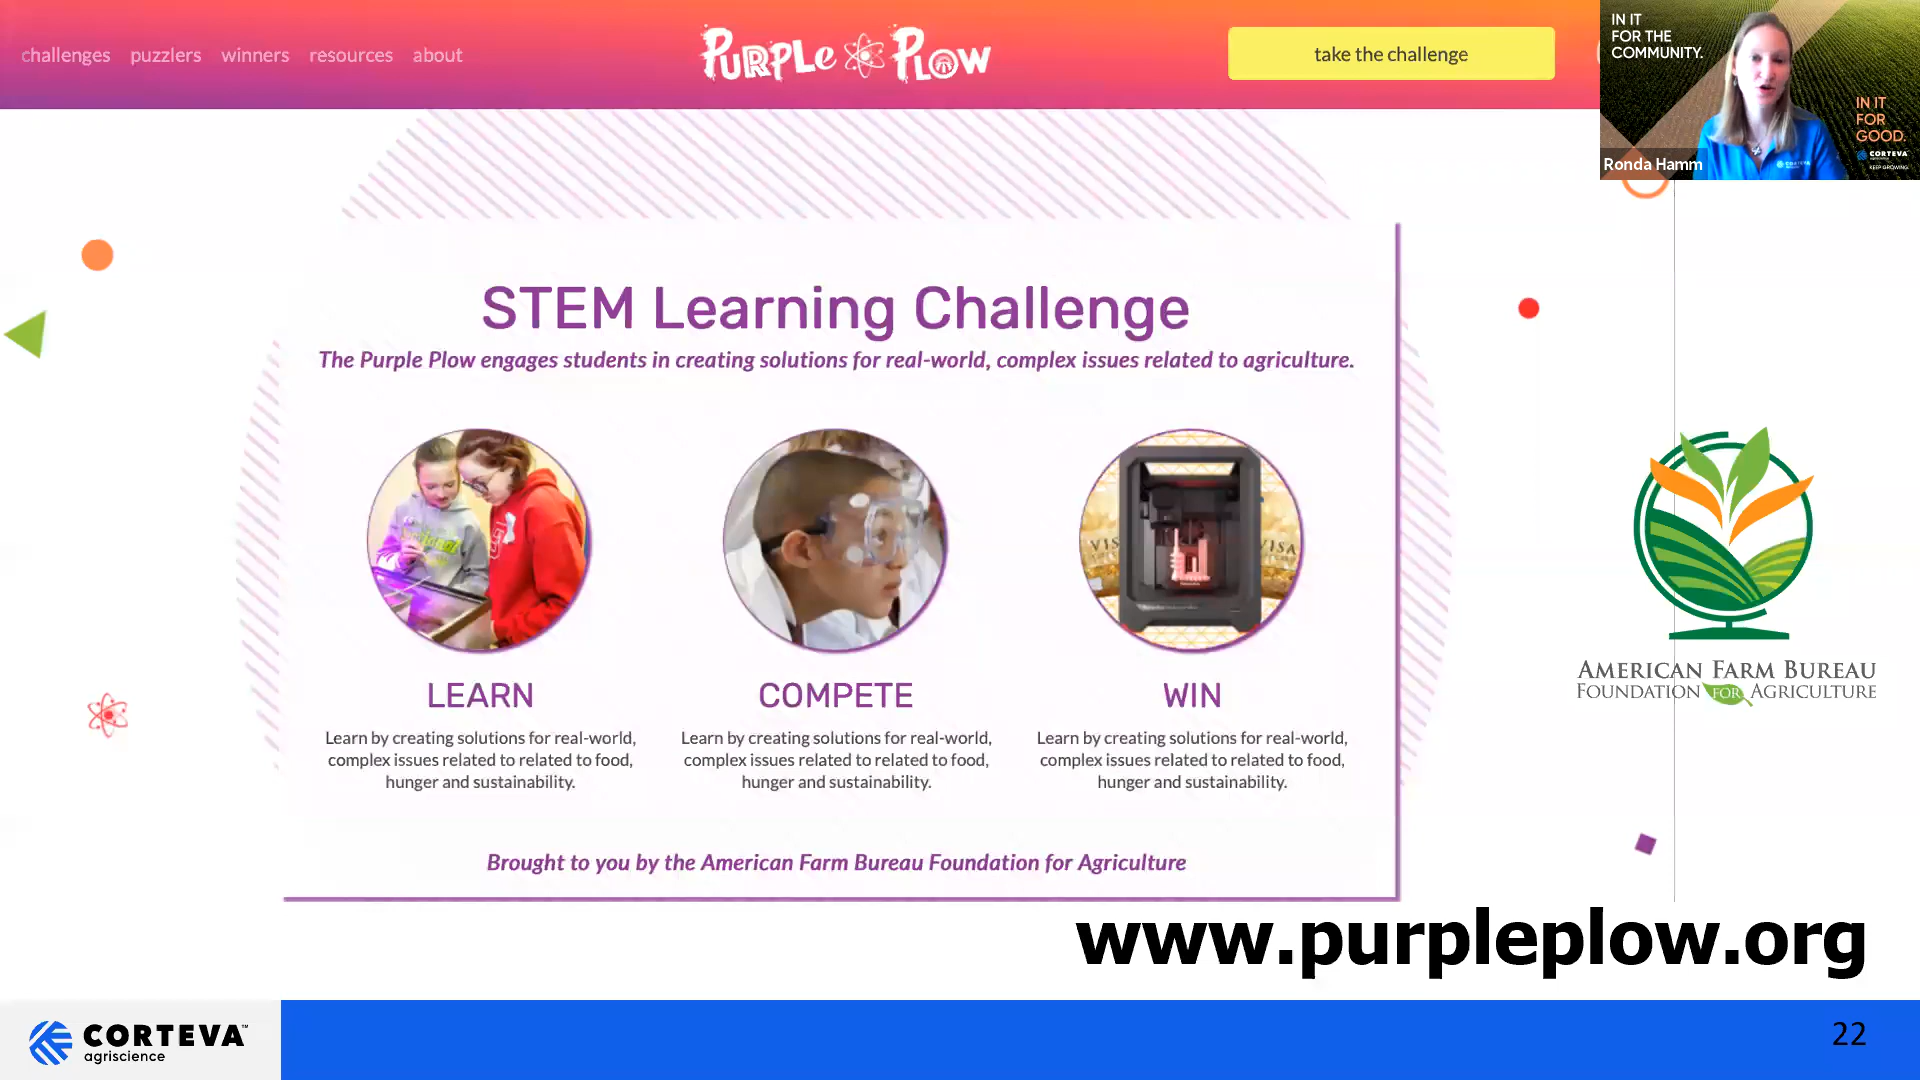 challenges puzzlers winners resources about
PURPLE PLOW
take the challenge
IN IT
FOR THE
COMMUNITY.
IN IT
FOR
GOOD.
CORTEVA
agriscience
KEEP GROWING.
Ronda Hamm
CORTEVA
STEM Learning Challenge
The Purple Plow engages students in creating solutions for real-world, complex issues related to agriculture.
VISA
LEARN
Learn by creating solutions for real-world,
complex issues related to related to food,
hunger and sustainability.
COMPETE
Learn by creating solutions for real-world,
complex issues related to related to food,
hunger and sustainability.
WIN
Learn by creating solutions for real-world,
complex issues related to related to food,
hunger and sustainability.
Brought to you by the American Farm Bureau Foundation for Agriculture
AMERICAN FARM BUREAU
FOUNDATION FOR AGRICULTURE
www.purpleplow.org
CORTEVA™
agriscience
22